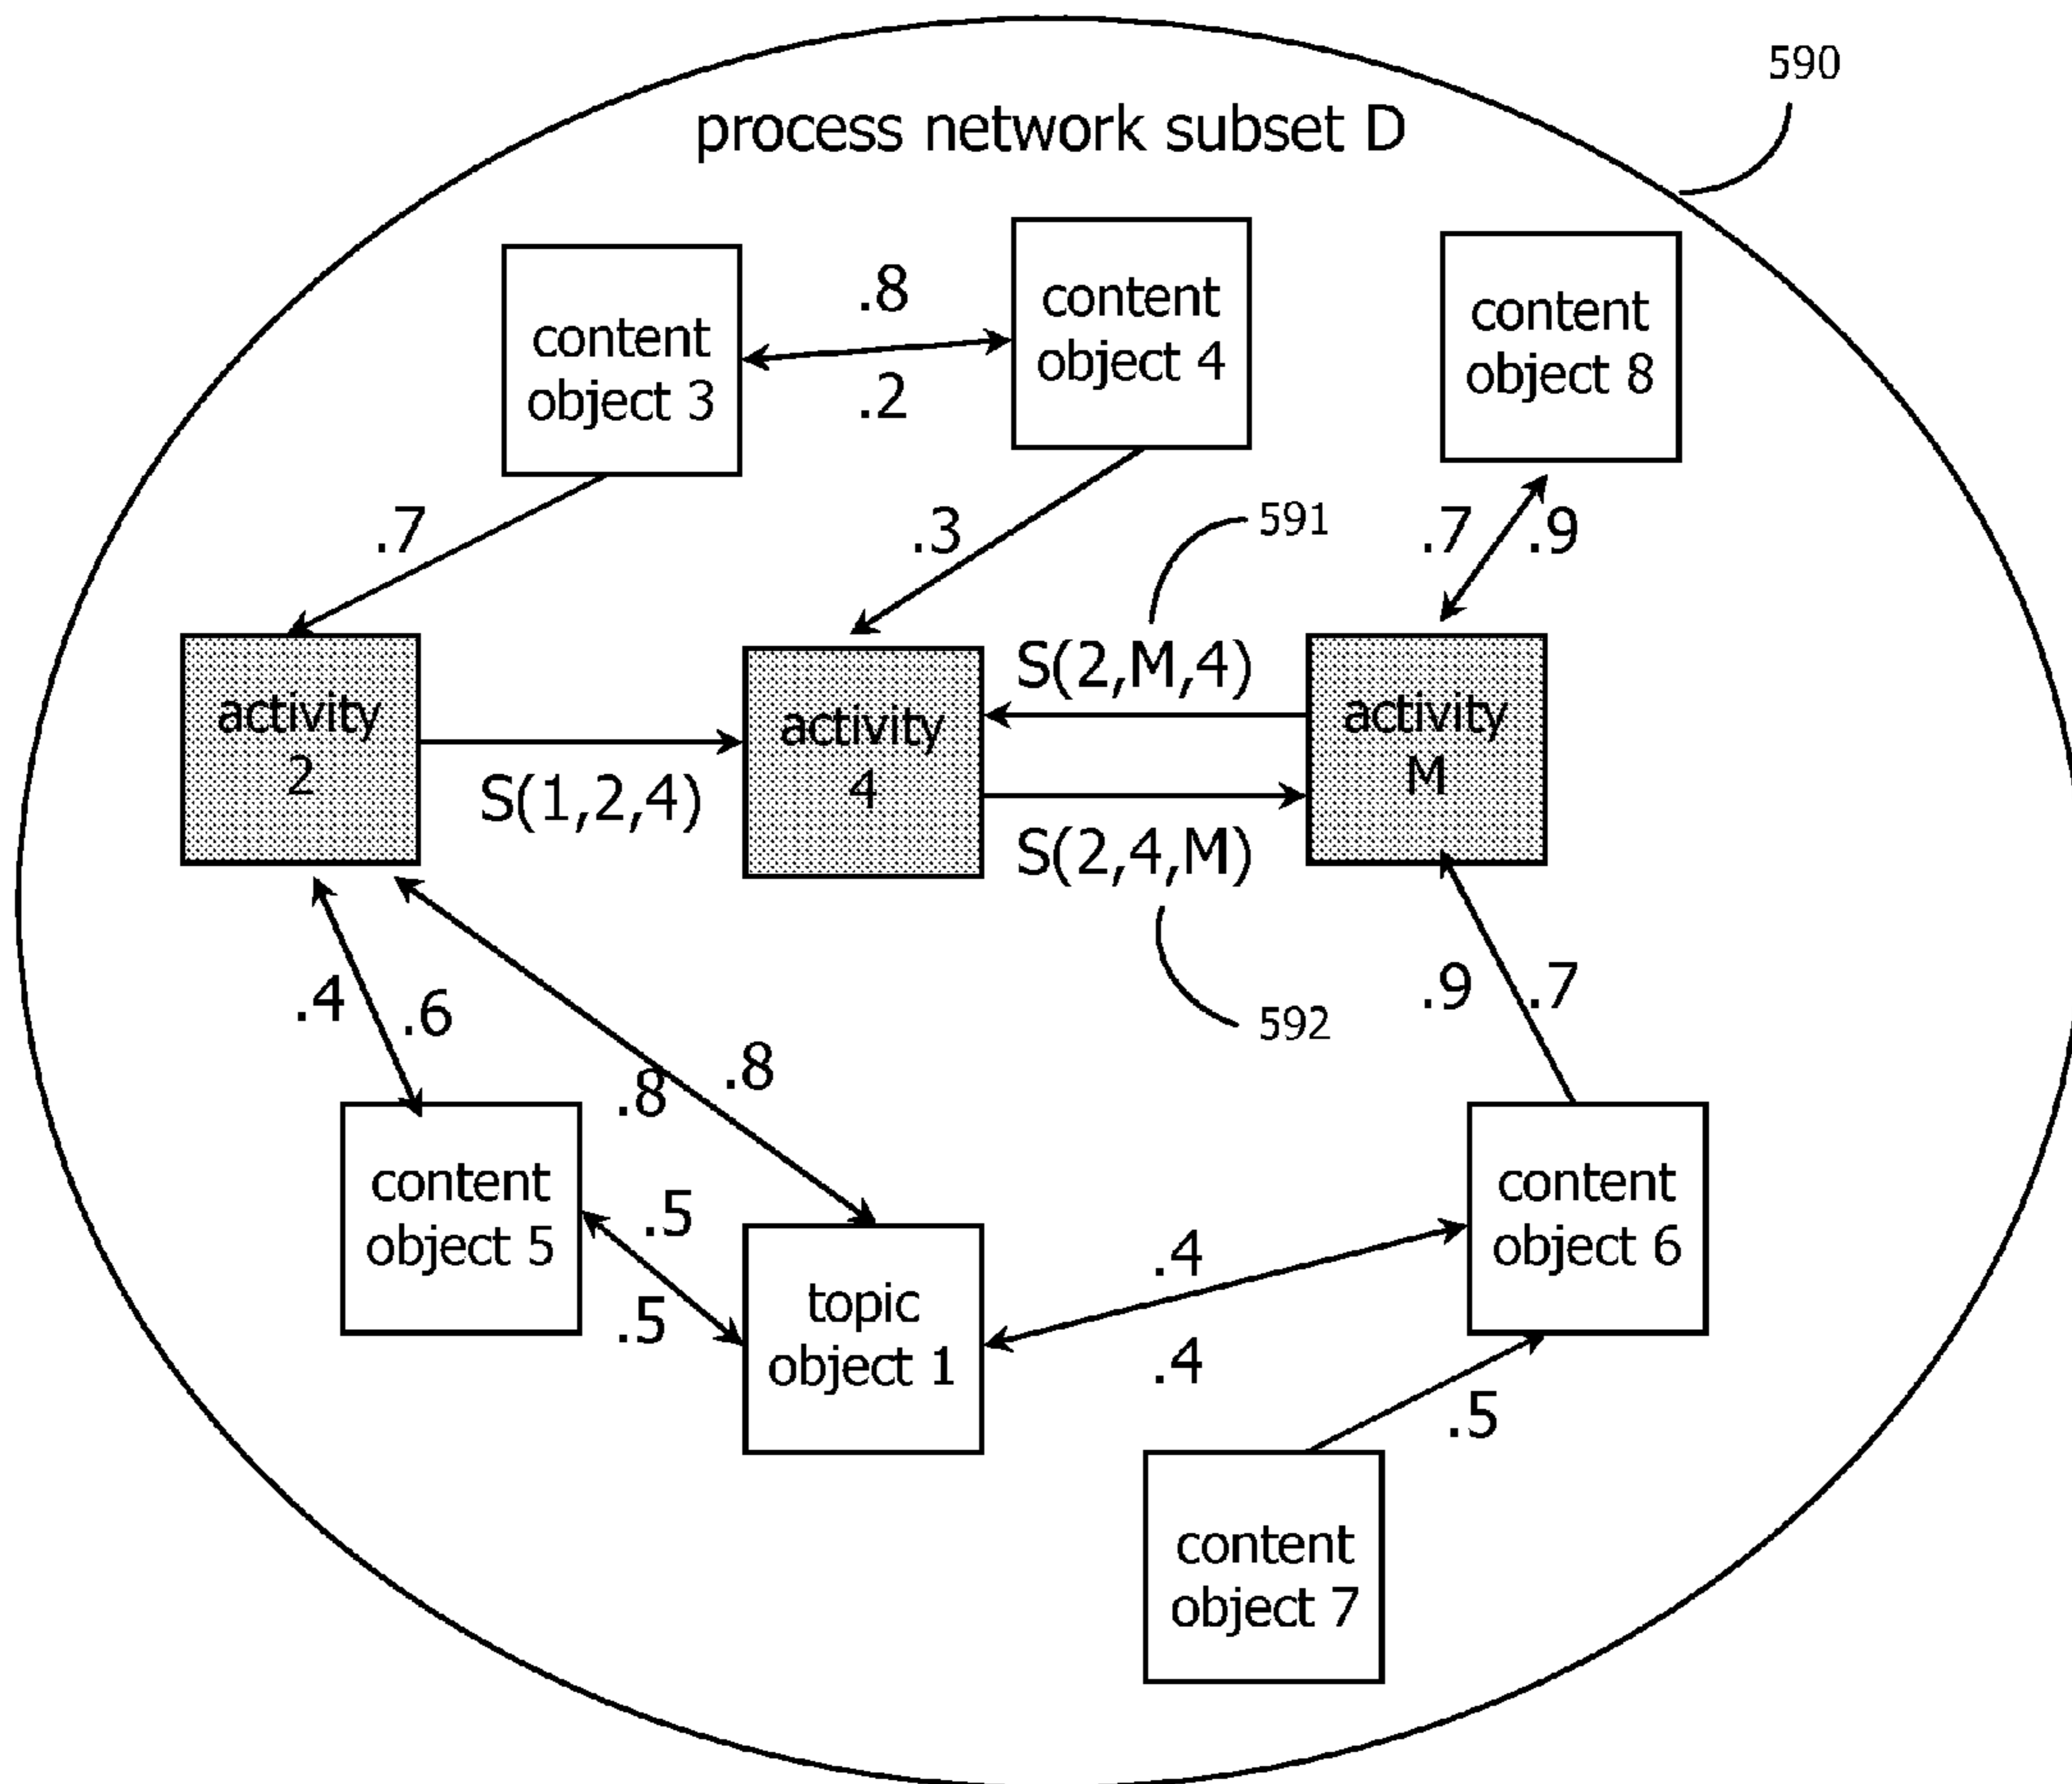 590
process network subset D
content
object 3
.8
.2
content
object 4
content
object 8
.7
.3
591
.7
.9
activity
2
S(1,2,4)
activity
4
S(2,M,4)
S(2,4,M)
activity
M
592
.4
.6
.8
.8
.9
.7
content
object 5
.5
.5
topic
object 1
.4
.4
content
object 6
.5
content
object 7